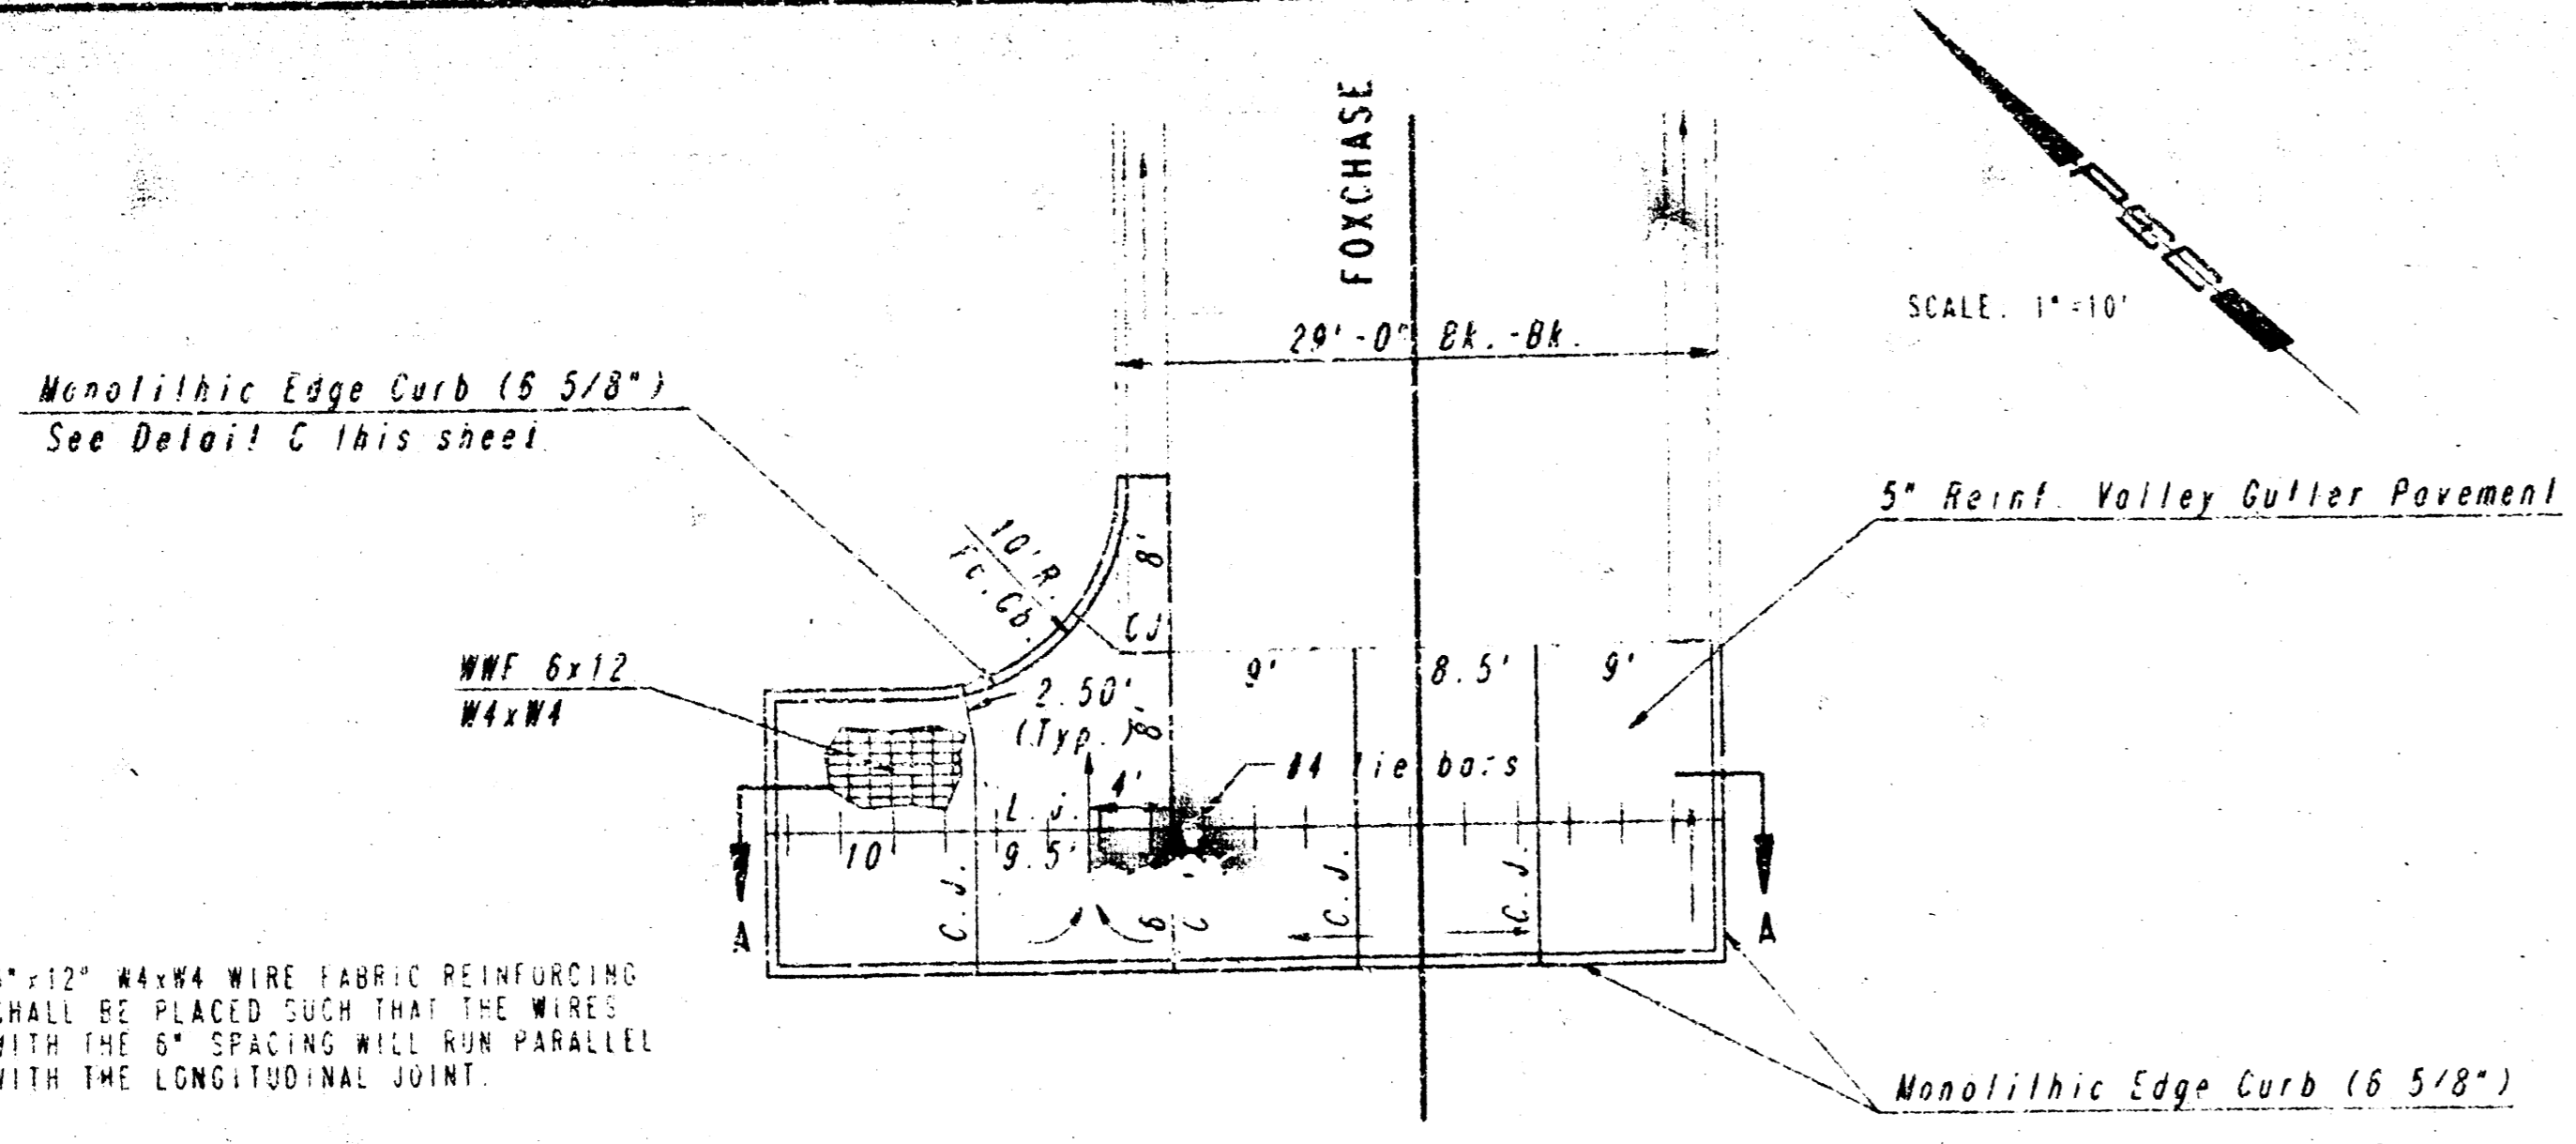 FOXCHASE
SCALE. 1"=10'
29'-0" Bk.-Bk.
Monolithic Edge Curb (6 5/8")
See Detail C this sheet
5" Reinf. Valley Gutter Pavement
10'R.
Fc.Cb.
8'
CJ
WWF 6x12
W4xW4
2.50'
(Typ.)
8'
9'
8.5'
9'
#4 tie bars
4'
L.J.
10
9.5'
C.J.
6
C
C.J.
C.J.
A
A
"x12" W4xW4 WIRE FABRIC REINFORCING
SHALL BE PLACED SUCH THAT THE WIRES
WITH THE 6" SPACING WILL RUN PARALLEL
WITH THE LONGITUDINAL JOINT.
Monolithic Edge Curb (6 5/8")